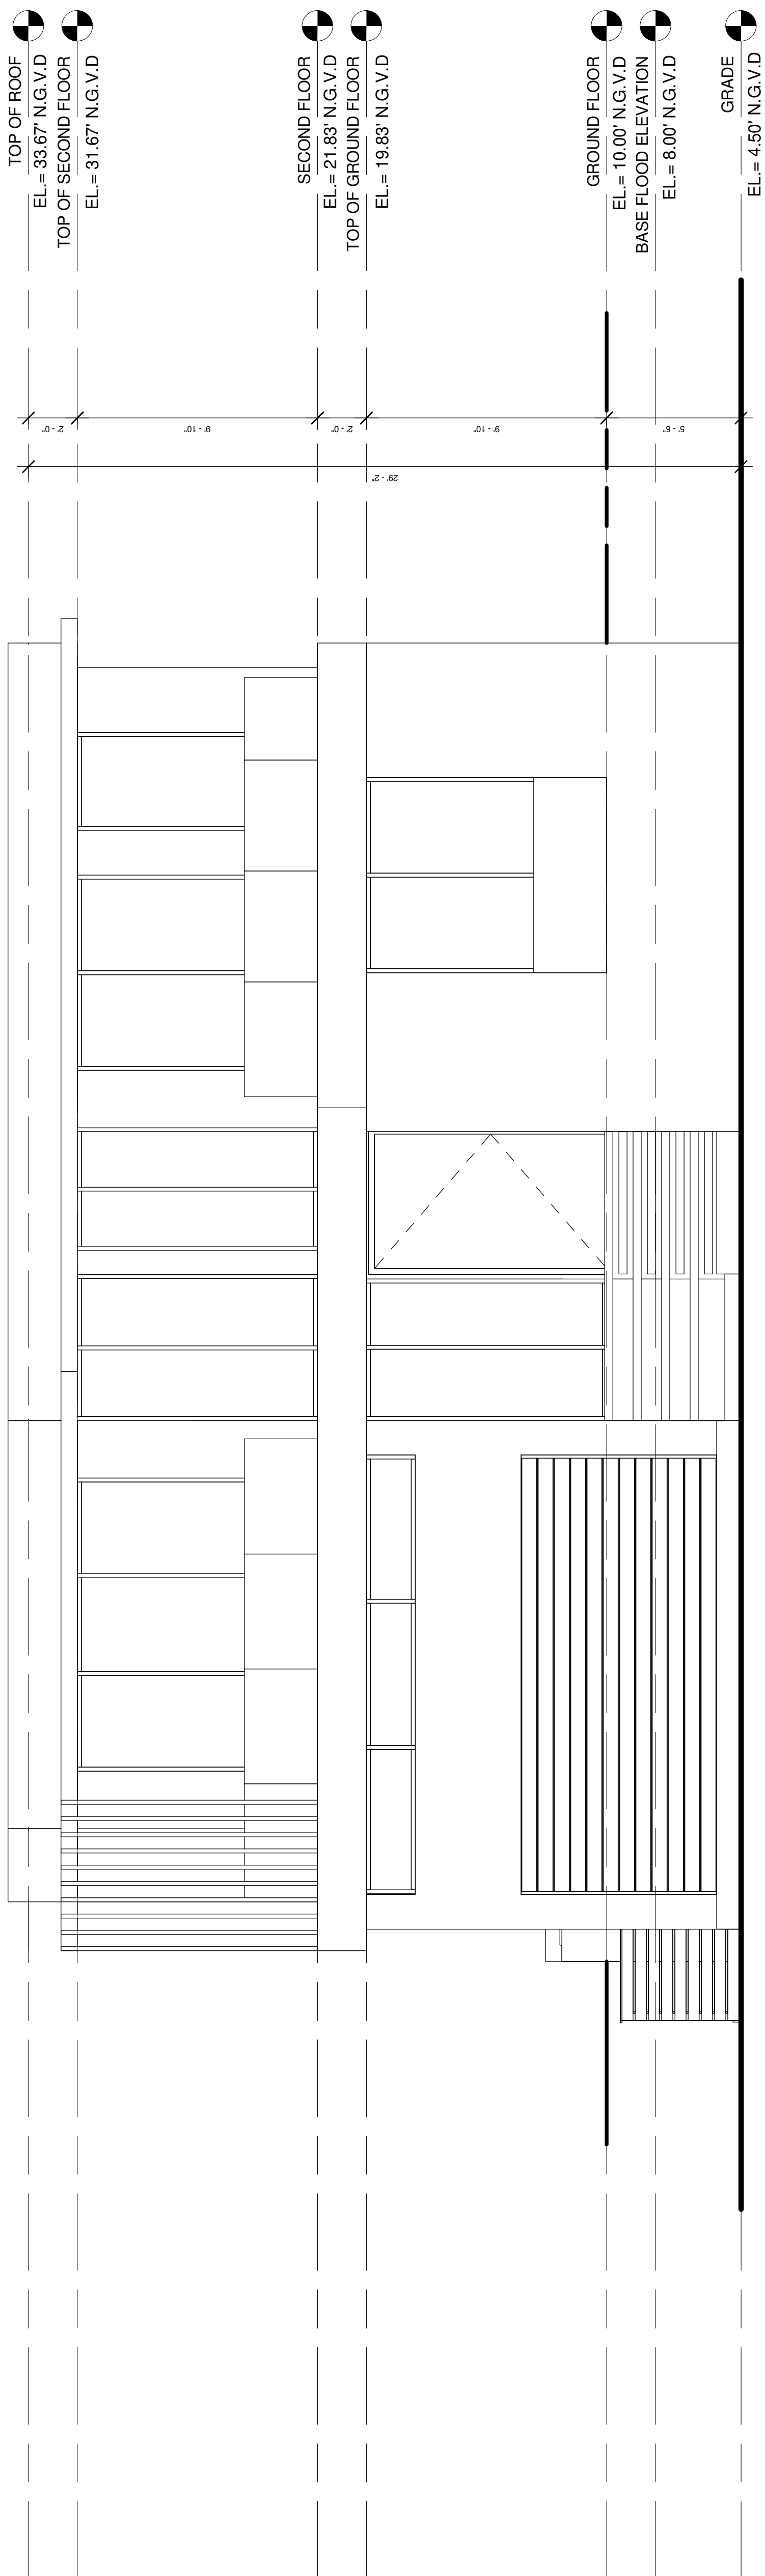 TOP OF ROOF
EL.= 33.67' N.G.V.D
TOP OF SECOND FLOOR
EL.= 31.67' N.G.V.D
SECOND FLOOR
EL.= 21.83' N.G.V.D
TOP OF GROUND FLOOR
EL.= 19.83' N.G.V.D
GROUND FLOOR
EL.= 10.00' N.G.V.D
BASE FLOOD ELEVATION
EL.= 8.00' N.G.V.D
GRADE
EL.= 4.50' N.G.V.D
2' - 0"
9' - 10"
2' - 0"
9' - 10"
5' - 6"
29' - 2"